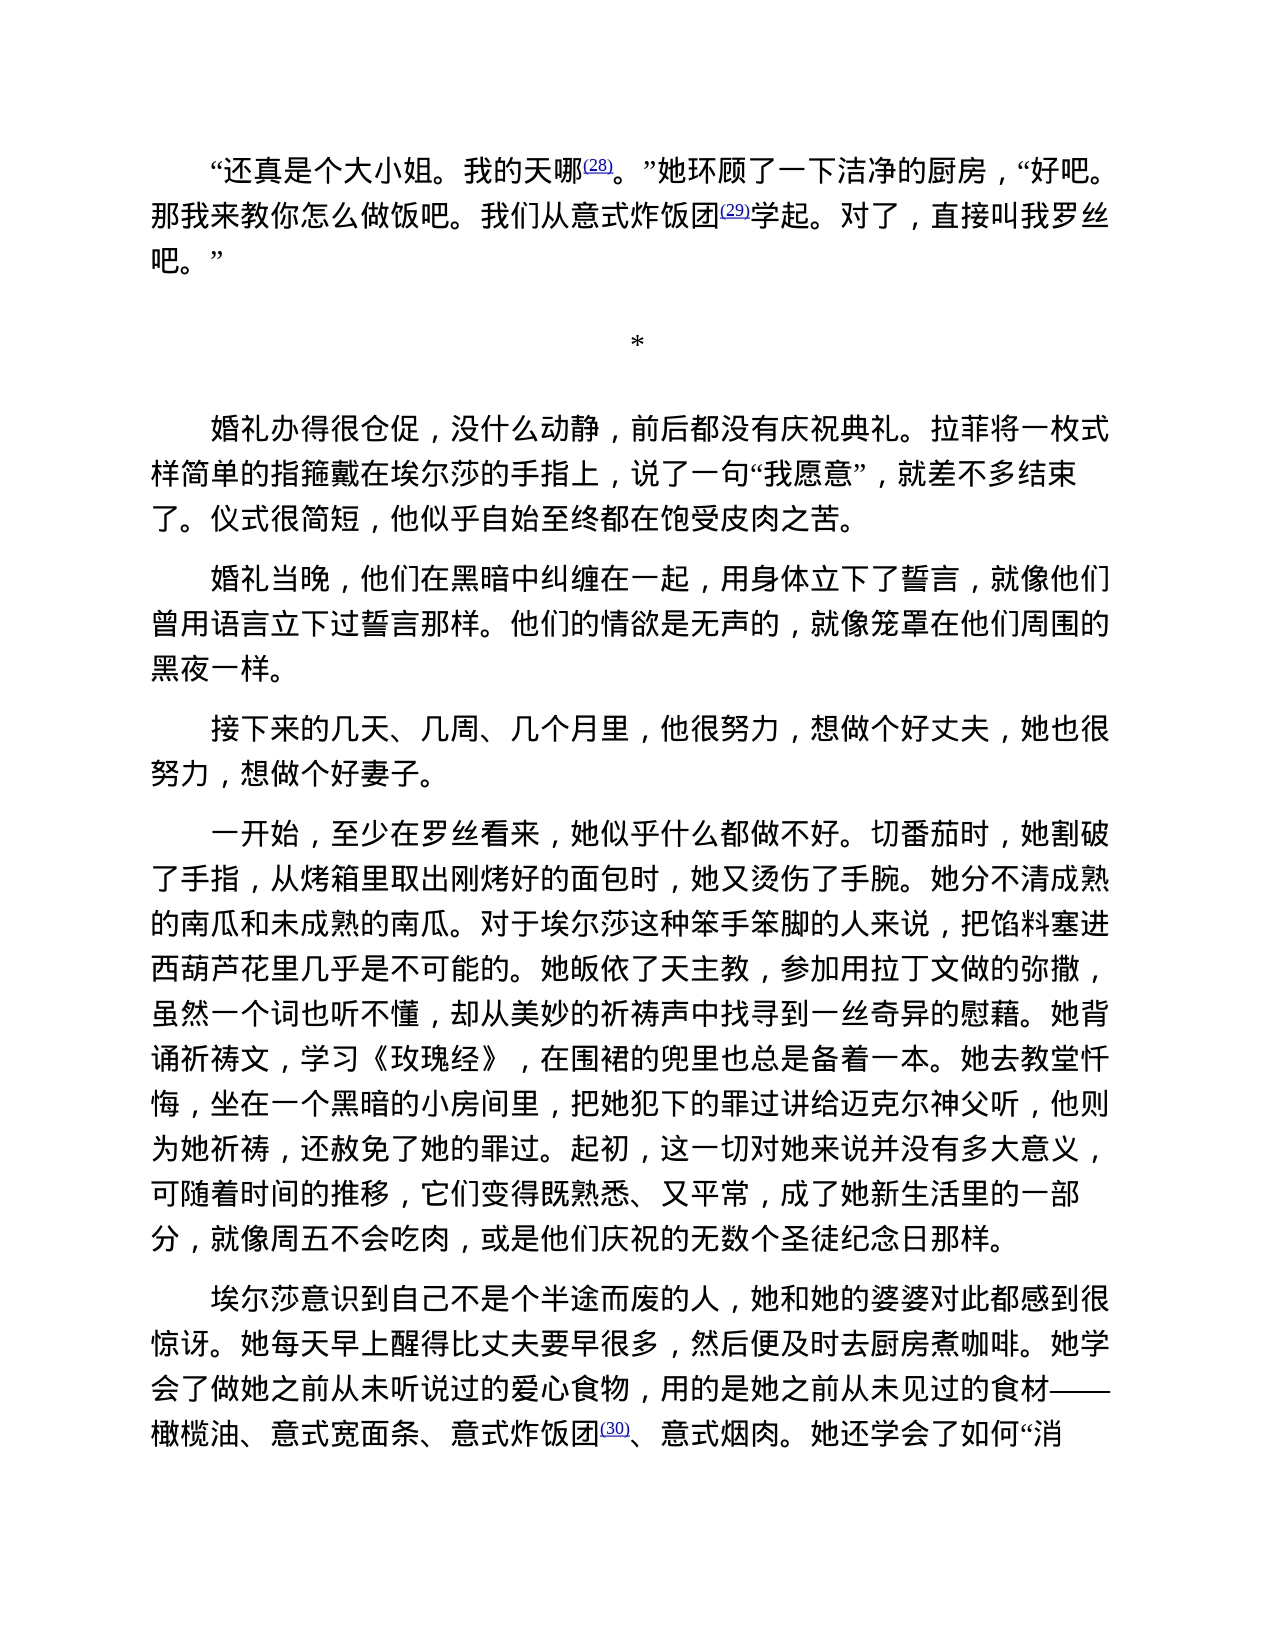 “还真是个大小姐。我的天哪(28)。”她环顾了一下洁净的厨房，“好吧。
那我来教你怎么做饭吧。我们从意式炸饭团(29)学起。对了，直接叫我罗丝
吧。”
*
婚礼办得很仓促，没什么动静，前后都没有庆祝典礼。拉菲将一枚式
样简单的指箍戴在埃尔莎的手指上，说了一句“我愿意”，就差不多结束
了。仪式很简短，他似乎自始至终都在饱受皮肉之苦。
婚礼当晚，他们在黑暗中纠缠在一起，用身体立下了誓言，就像他们
曾用语言立下过誓言那样。他们的情欲是无声的，就像笼罩在他们周围的
黑夜一样。
接下来的几天、几周、几个月里，他很努力，想做个好丈夫，她也很
努力，想做个好妻子。
一开始，至少在罗丝看来，她似乎什么都做不好。切番茄时，她割破
了手指，从烤箱里取出刚烤好的面包时，她又烫伤了手腕。她分不清成熟
的南瓜和未成熟的南瓜。对于埃尔莎这种笨手笨脚的人来说，把馅料塞进
西葫芦花里几乎是不可能的。她皈依了天主教，参加用拉丁文做的弥撒，
虽然一个词也听不懂，却从美妙的祈祷声中找寻到一丝奇异的慰藉。她背
诵祈祷文，学习《玫瑰经》，在围裙的兜里也总是备着一本。她去教堂忏
悔，坐在一个黑暗的小房间里，把她犯下的罪过讲给迈克尔神父听，他则
为她祈祷，还赦免了她的罪过。起初，这一切对她来说并没有多大意义，
可随着时间的推移，它们变得既熟悉、又平常，成了她新生活里的一部
分，就像周五不会吃肉，或是他们庆祝的无数个圣徒纪念日那样。
埃尔莎意识到自己不是个半途而废的人，她和她的婆婆对此都感到很
惊讶。她每天早上醒得比丈夫要早很多，然后便及时去厨房煮咖啡。她学
会了做她之前从未听说过的爱心食物，用的是她之前从未见过的食材——
橄榄油、意式宽面条、意式炸饭团(30)、意式烟肉。她还学会了如何“消